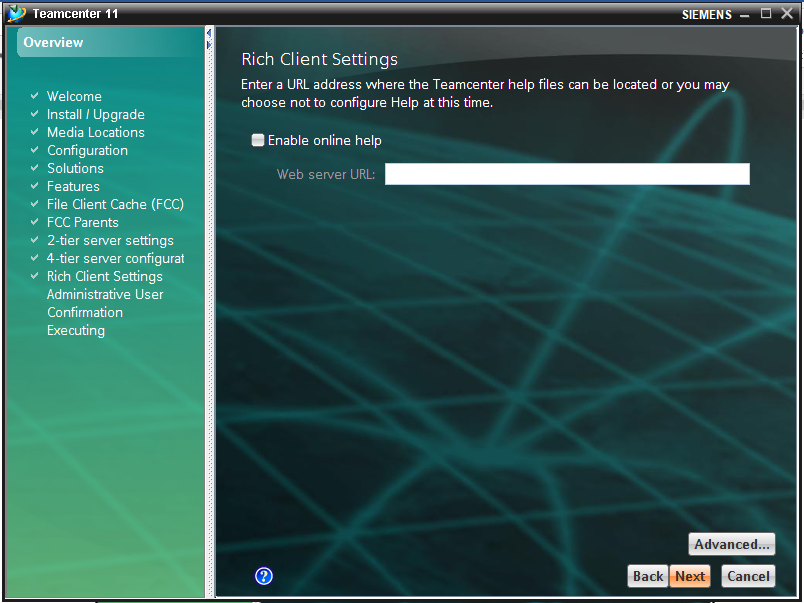 Teamcenter 11
SIEMENS
Overview
Welcome
Install / Upgrade
Media Locations
Configuration
Solutions
Features
File Client Cache (FCC)
FCC Parents
2-tier server settings
4-tier server configurat
Rich Client Settings
Administrative User
Confirmation
Executing
Rich Client Settings
Enter a URL address where the Teamcenter help files can be located or you may
choose not to configure Help at this time.
Enable online help
Web server URL:
Advanced...
?
Back Next Cancel